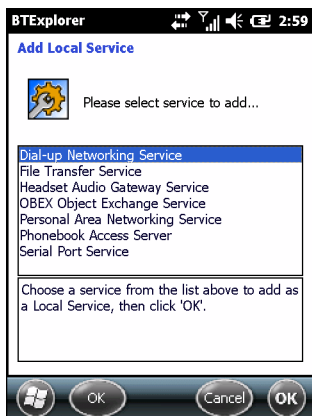 BTExplorer 2:59
Add Local Service
Please select service to add...
Dial-up Networking Service
File Transfer Service
Headset Audio Gateway Service
OBEX Object Exchange Service
Personal Area Networking Service
Phonebook Access Server
Serial Port Service
Choose a service from the list above to add as
a Local Service, then click 'OK'.
OK Cancel OK